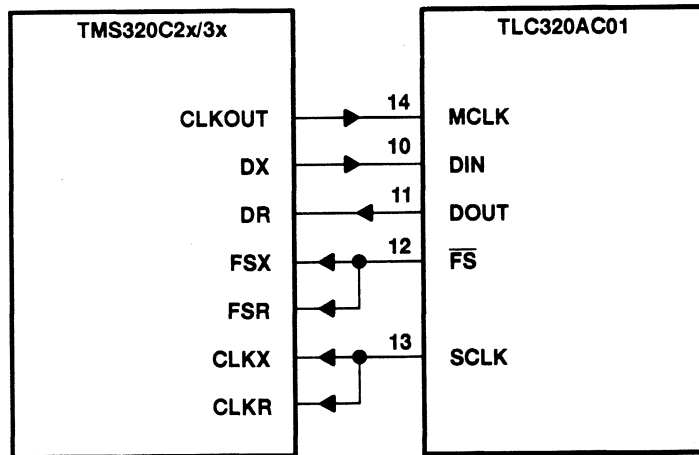 TMS320C2x/3x
TLC320AC01
CLKOUT 14 MCLK
DX 10 DIN
DR 11 DOUT
FSX 12 F̅S̅
FSR
CLKX 13 SCLK
CLKR